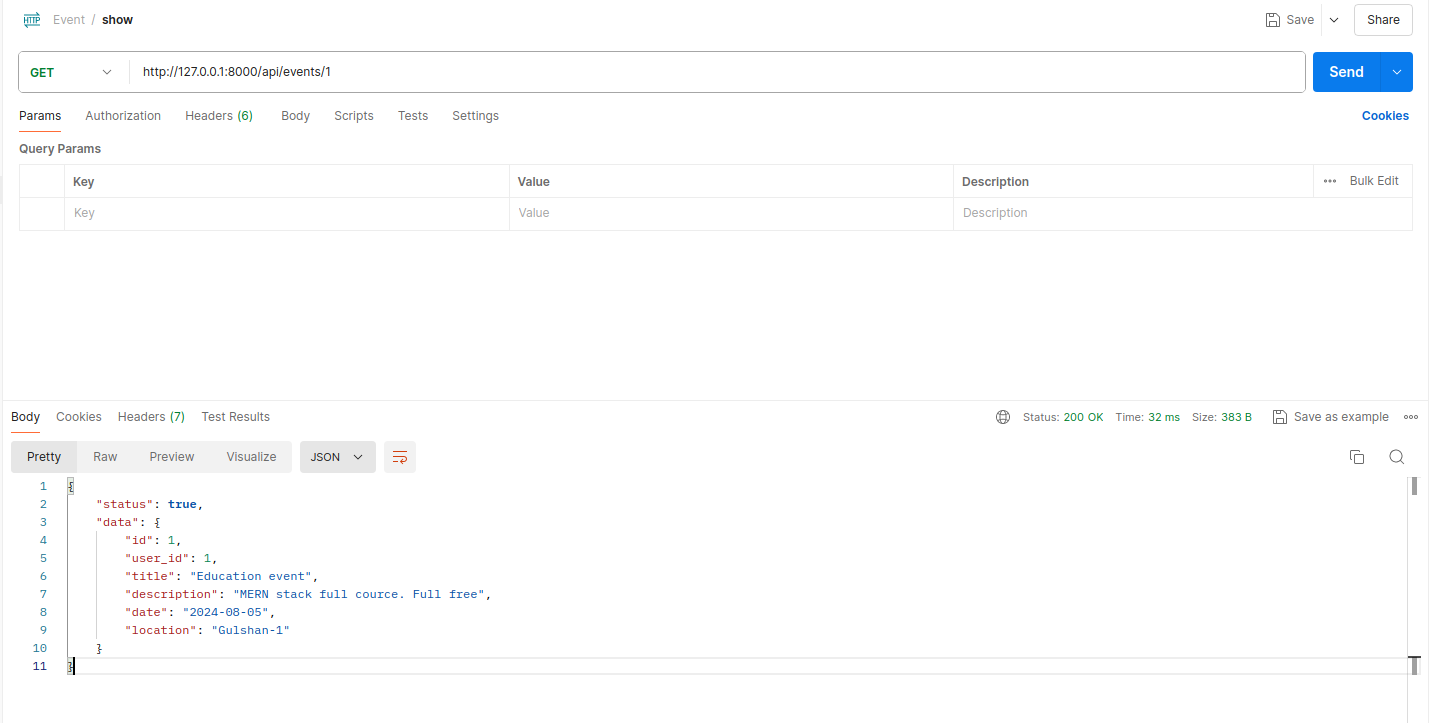 HTTP Event / show Save Share
GET http://127.0.0.1:8000/api/events/1 Send
Params Authorization Headers (6) Body Scripts Tests Settings Cookies
Query Params
Key Value Description ••• Bulk Edit
Key Value Description
Body Cookies Headers (7) Test Results Status: 200 OK Time: 32 ms Size: 383 B Save as example
Pretty Raw Preview Visualize JSON
1 {
2 "status": true,
3 "data": {
4 "id": 1,
5 "user_id": 1,
6 "title": "Education event",
7 "description": "MERN stack full cource. Full free",
8 "date": "2024-08-05",
9 "location": "Gulshan-1"
10 }
11 }